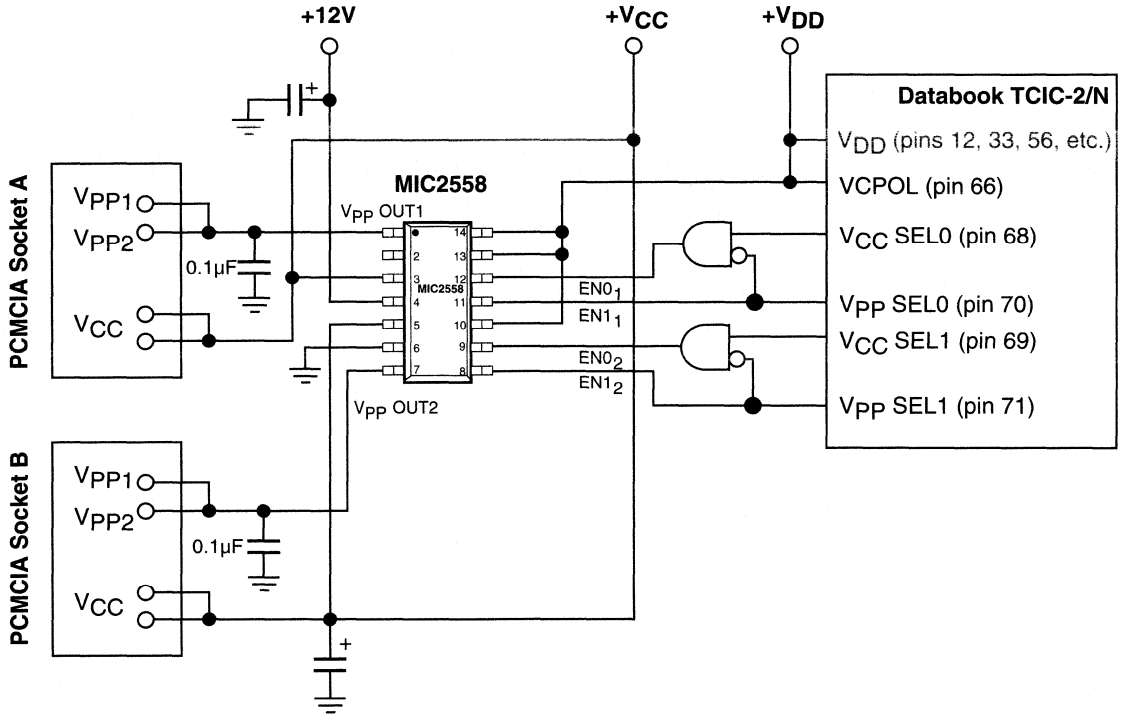 +12V
+VCC
+VDD
+
Databook TCIC-2/N
VDD (pins 12, 33, 56, etc.)
VCPOL (pin 66)
VCC SEL0 (pin 68)
VPP SEL0 (pin 70)
VCC SEL1 (pin 69)
VPP SEL1 (pin 71)
PCMCIA Socket A
VPP1
VPP2
0.1µF
VCC
MIC2558
VPP OUT1
2
3
4
5
6
7
MIC2558
14
13
12
11
10
9
8
EN01
EN11
EN02
EN12
VPP OUT2
PCMCIA Socket B
VPP1
VPP2
0.1µF
VCC
+